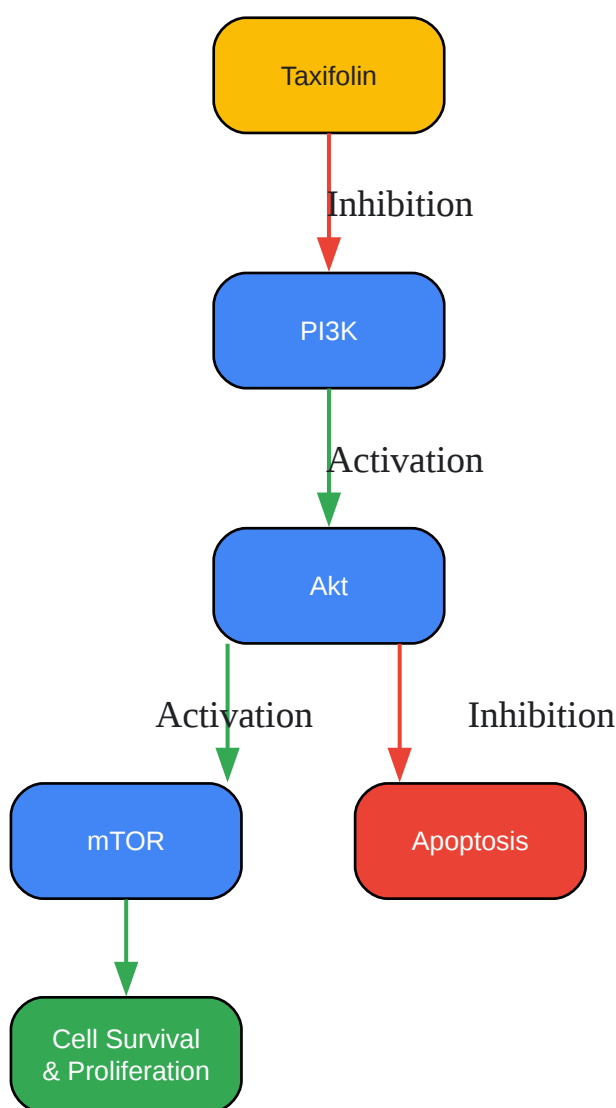 Taxifolin
Inhibition
PI3K
Activation
Akt
Activation
Inhibition
mTOR
Apoptosis
Cell Survival
& Proliferation